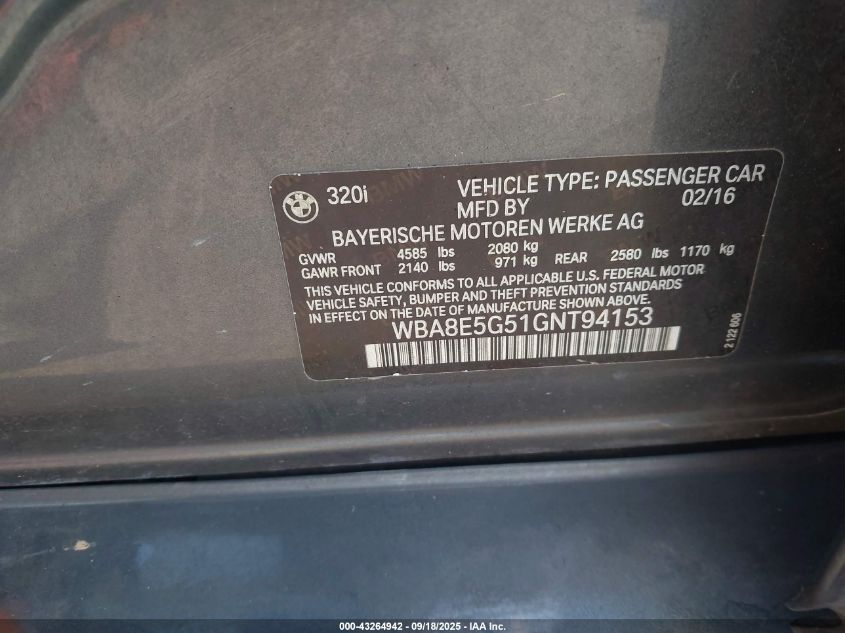 320i VEHICLE TYPE: PASSENGER CAR
MFD BY 02/16
BAYERISCHE MOTOREN WERKE AG
GVWR 4585 lbs 2080 kg
GAWR FRONT 2140 lbs 971 kg REAR 2580 lbs 1170 kg
THIS VEHICLE CONFORMS TO ALL APPLICABLE U.S. FEDERAL MOTOR
VEHICLE SAFETY, BUMPER AND THEFT PREVENTION STANDARDS
IN EFFECT ON THE DATE OF MANUFACTURE SHOWN ABOVE.
WBA8E5G51GNT94153
2 122 606
000-43264942 - 09/18/2025 - IAA Inc.